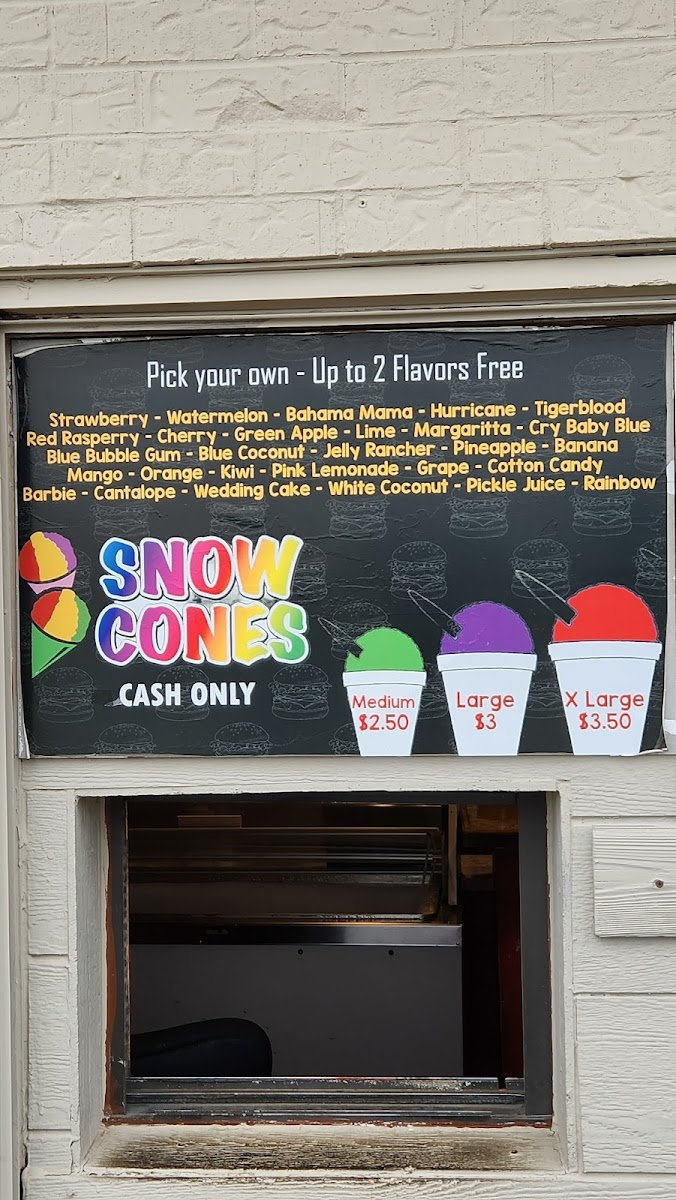 Pick your own - Up to 2 Flavors Free
Strawberry - Watermelon - Bahama Mama - Hurricane - Tigerblood
Red Rasperry - Cherry - Green Apple - Lime - Margaritta - Cry Baby Blue
Blue Bubble Gum - Blue Coconut - Jelly Rancher - Pineapple - Banana
Mango - Orange - Kiwi - Pink Lemonade - Grape - Cotton Candy
Barbie - Cantalope - Wedding Cake - White Coconut - Pickle Juice - Rainbow
SNOW
CONES
CASH ONLY
Medium
$2.50
Large
$3
X Large
$3.50